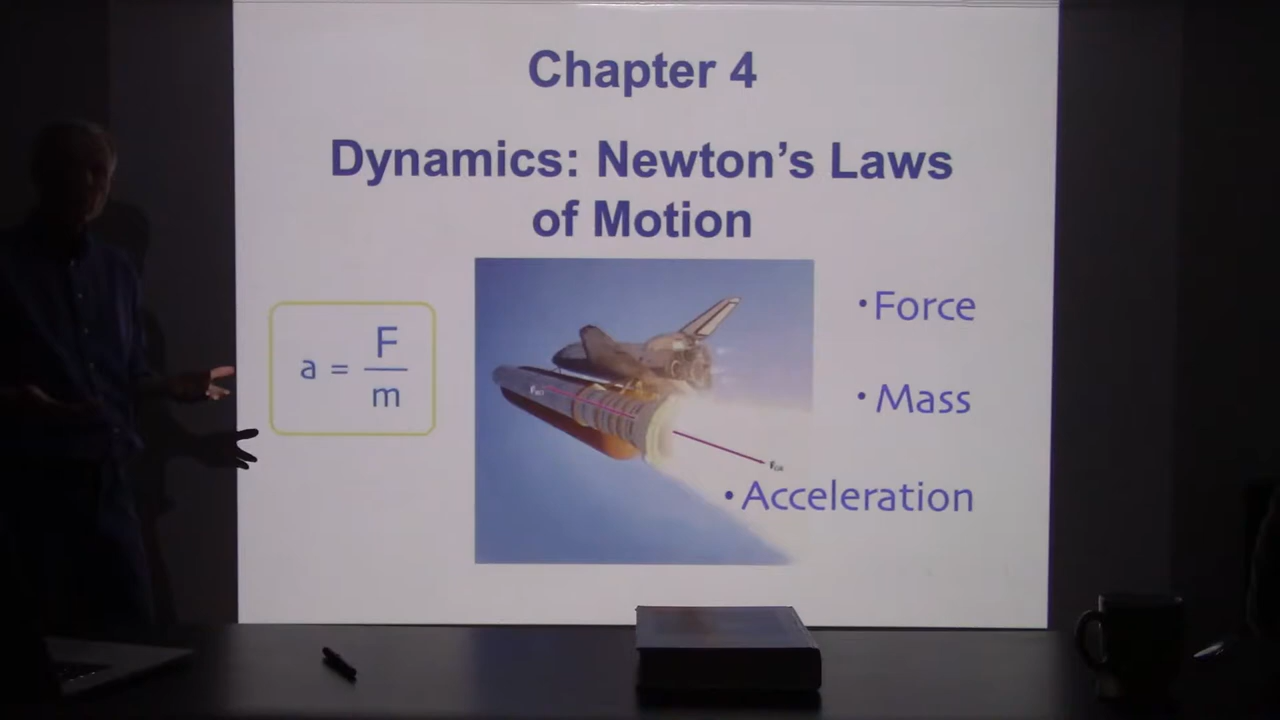 Chapter 4
Dynamics: Newton's Laws
of Motion
a = F/m
•Force
•Mass
•Acceleration